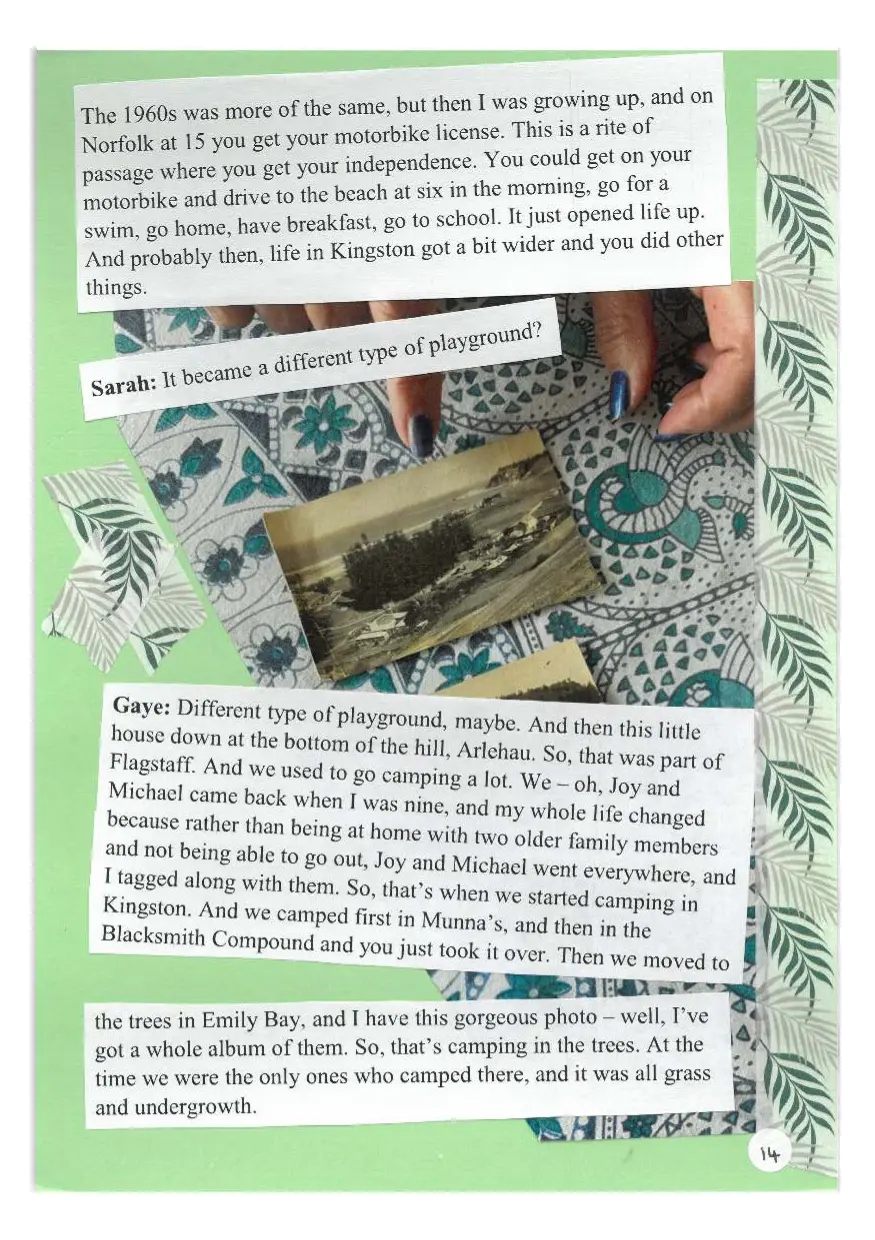 The 1960s was more of the same, but then I was growing up, and on
Norfolk at 15 you get your motorbike license. This is a rite of
passage where you get your independence. You could get on your
motorbike and drive to the beach at six in the morning, go for a
swim, go home, have breakfast, go to school. It just opened life up.
And probably then, life in Kingston got a bit wider and you did other
things.
Sarah: It became a different type of playground?
Gaye: Different type of playground, maybe. And then this little
house down at the bottom of the hill, Arlehau. So, that was part of
Flagstaff. And we used to go camping a lot. We – oh, Joy and
Michael came back when I was nine, and my whole life changed
because rather than being at home with two older family members
and not being able to go out, Joy and Michael went everywhere, and
I tagged along with them. So, that's when we started camping in
Kingston. And we camped first in Munna's, and then in the
Blacksmith Compound and you just took it over. Then we moved to
the trees in Emily Bay, and I have this gorgeous photo – well, I've
got a whole album of them. So, that's camping in the trees. At the
time we were the only ones who camped there, and it was all grass
and undergrowth.
14